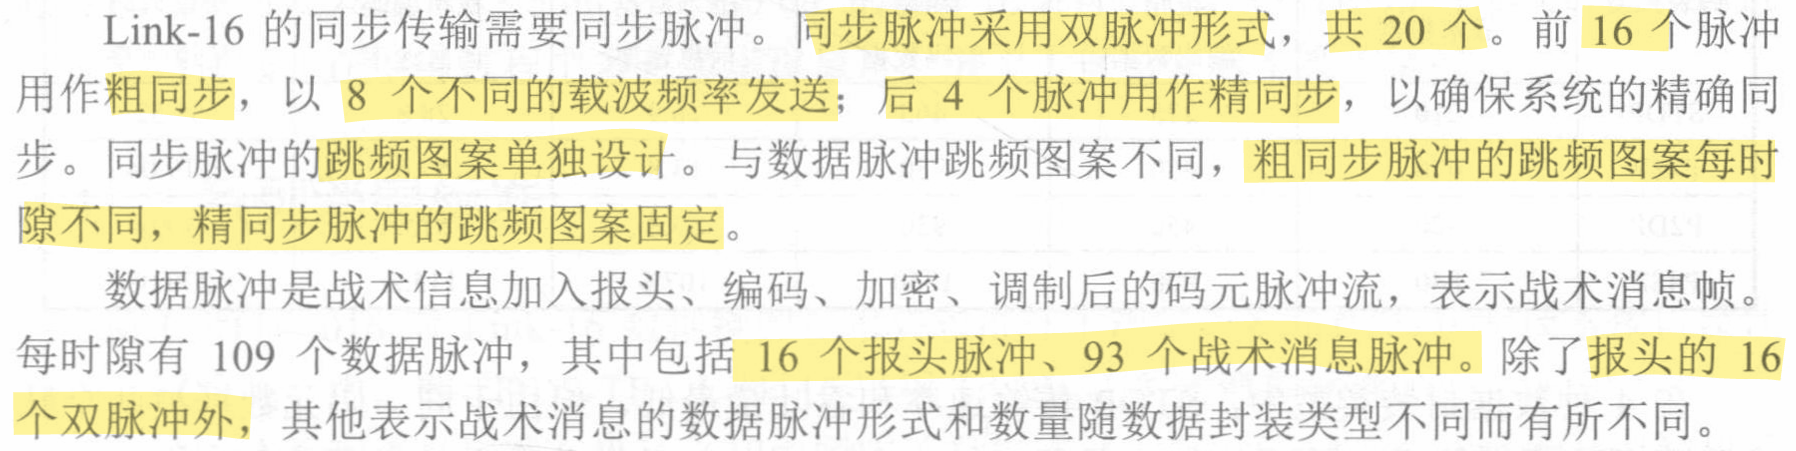 Link-16 的同步传输需要同步脉冲。同步脉冲采用双脉冲形式，共 20 个。前 16 个脉冲
用作粗同步，以 8 个不同的载波频率发送；后 4 个脉冲用作精同步，以确保系统的精确同
步。同步脉冲的跳频图案单独设计。与数据脉冲跳频图案不同，粗同步脉冲的跳频图案每时
隙不同，精同步脉冲的跳频图案固定。
数据脉冲是战术信息加入报头、编码、加密、调制后的码元脉冲流，表示战术消息帧。
每时隙有 109 个数据脉冲，其中包括 16 个报头脉冲、93 个战术消息脉冲。除了报头的 16
个双脉冲外，其他表示战术消息的数据脉冲形式和数量随数据封装类型不同而有所不同。